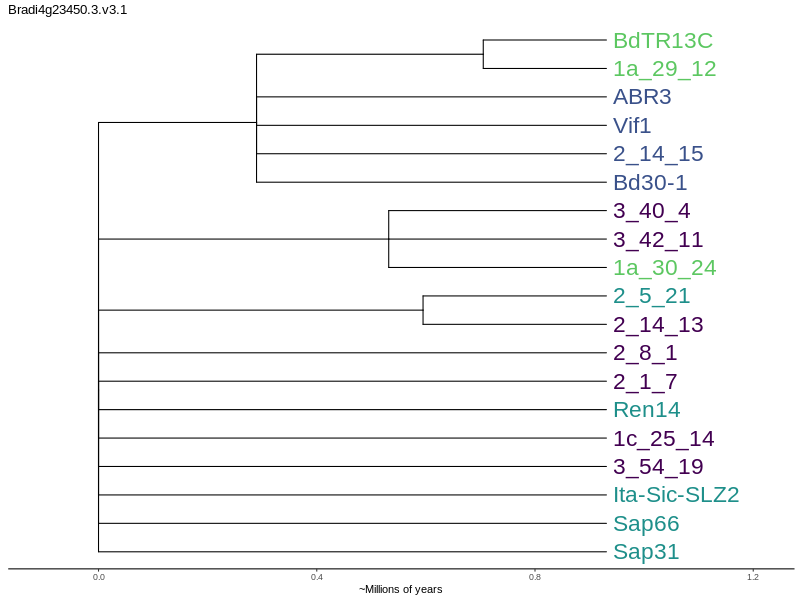 Bradi4g23450.3.v3.1
BdTR13C
1a_29_12
ABR3
Vif1
2_14_15
Bd30-1
3_40_4
3_42_11
1a_30_24
2_5_21
2_14_13
2_8_1
2_1_7
Ren14
1c_25_14
3_54_19
Ita-Sic-SLZ2
Sap66
Sap31
0.0 0.4 0.8 1.2
~Millions of years